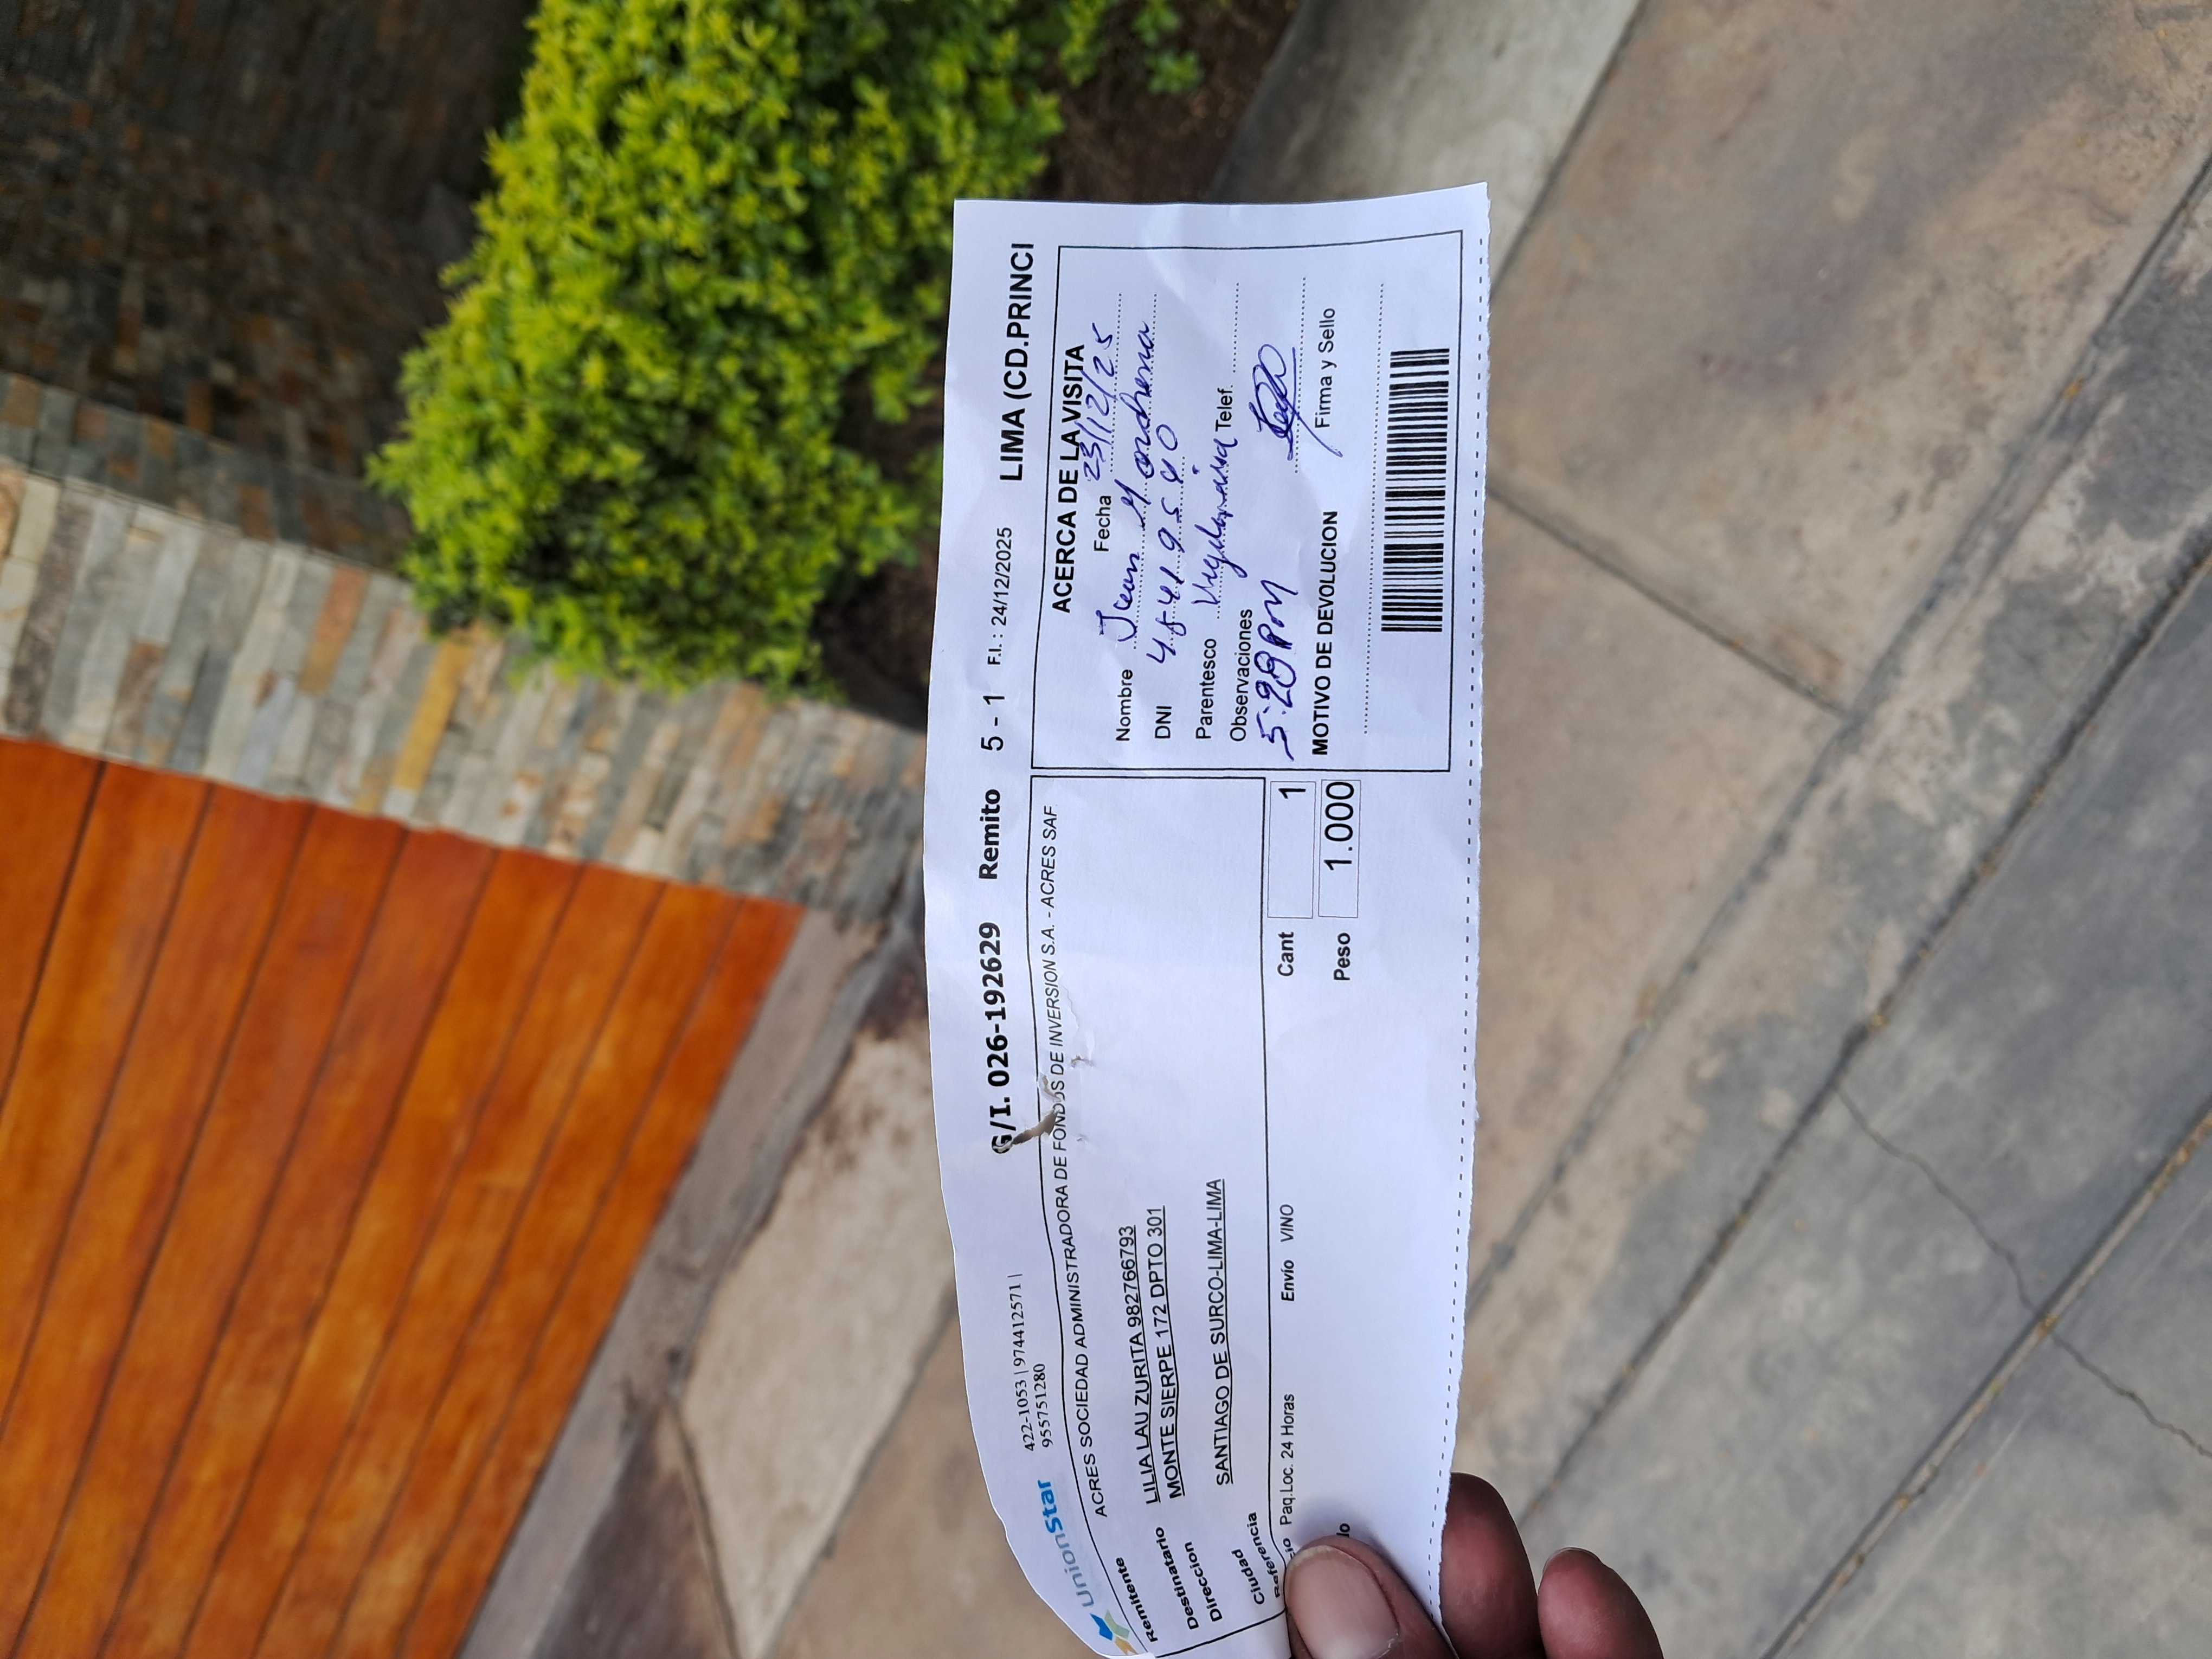 UnionStar
422-1053 | 974412571 |
955751280
G/I. 026-192629 Remito 5 - 1 F.I. : 24/12/2025 LIMA (CD.PRINCI
Remitente ACRES SOCIEDAD ADMINISTRADORA DE FONDOS DE INVERSION S.A. - ACRES SAF
Destinatario LILIA LAU ZURITA 982766793
Direccion MONTE SIERPE 172 DPTO 301
Ciudad SANTIAGO DE SURCO-LIMA-LIMA
Referencia
Paq.Loc. 24 Horas Envío VINO Cant 1
Peso 1.000
ACERCA DE LA VISITA
Fecha 23/12/25
Nombre Juan
DNI
Parentesco Vigilancia Telef.
Observaciones
5:28 PM
MOTIVO DE DEVOLUCION Firma y Sello